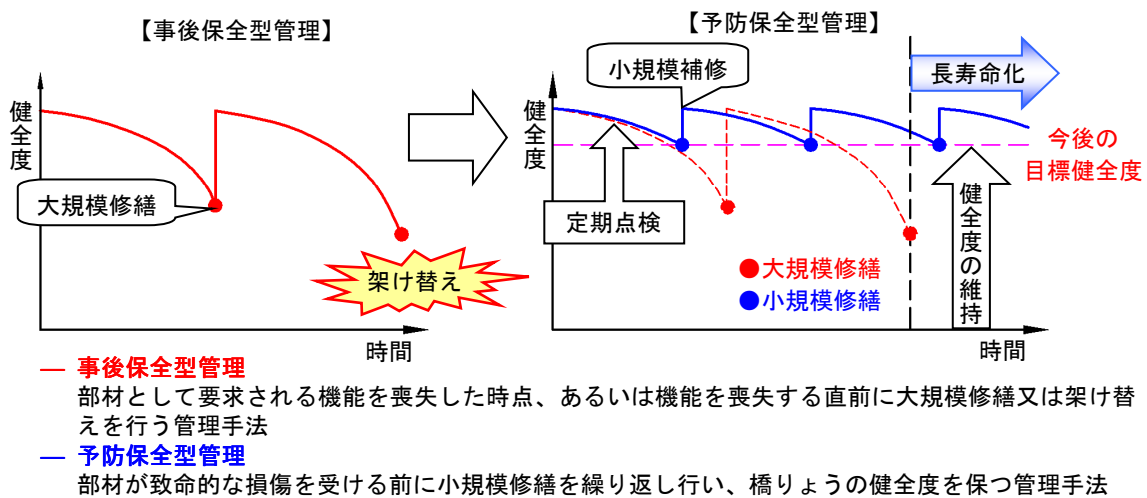 【事後保全型管理】
健全度
大規模修繕
架け替え
時間
【予防保全型管理】
小規模補修
長寿命化
健全度
今後の
目標健全度
定期点検
健全度の維持
●大規模修繕
●小規模修繕
時間
― 事後保全型管理
部材として要求される機能を喪失した時点、あるいは機能を喪失する直前に大規模修繕又は架け替
えを行う管理手法
― 予防保全型管理
部材が致命的な損傷を受ける前に小規模修繕を繰り返し行い、橋りょうの健全度を保つ管理手法